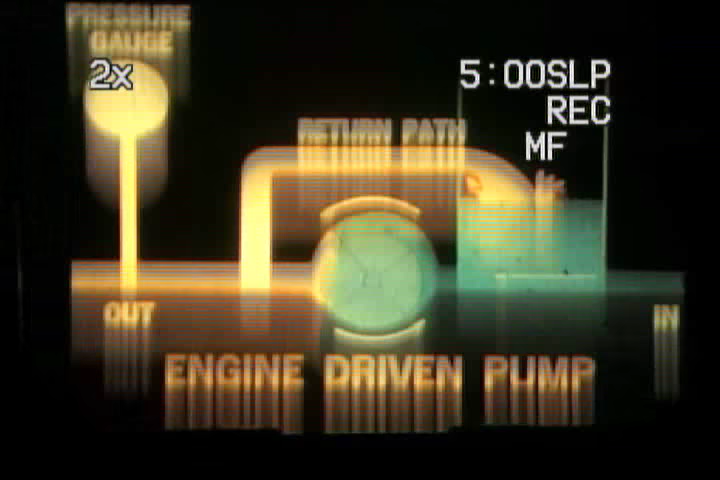 PRESSURE
GAUGE
2x
5:00SLP
REC
MF
RETURN PATH
OUT
IN
ENGINE DRIVEN PUMP